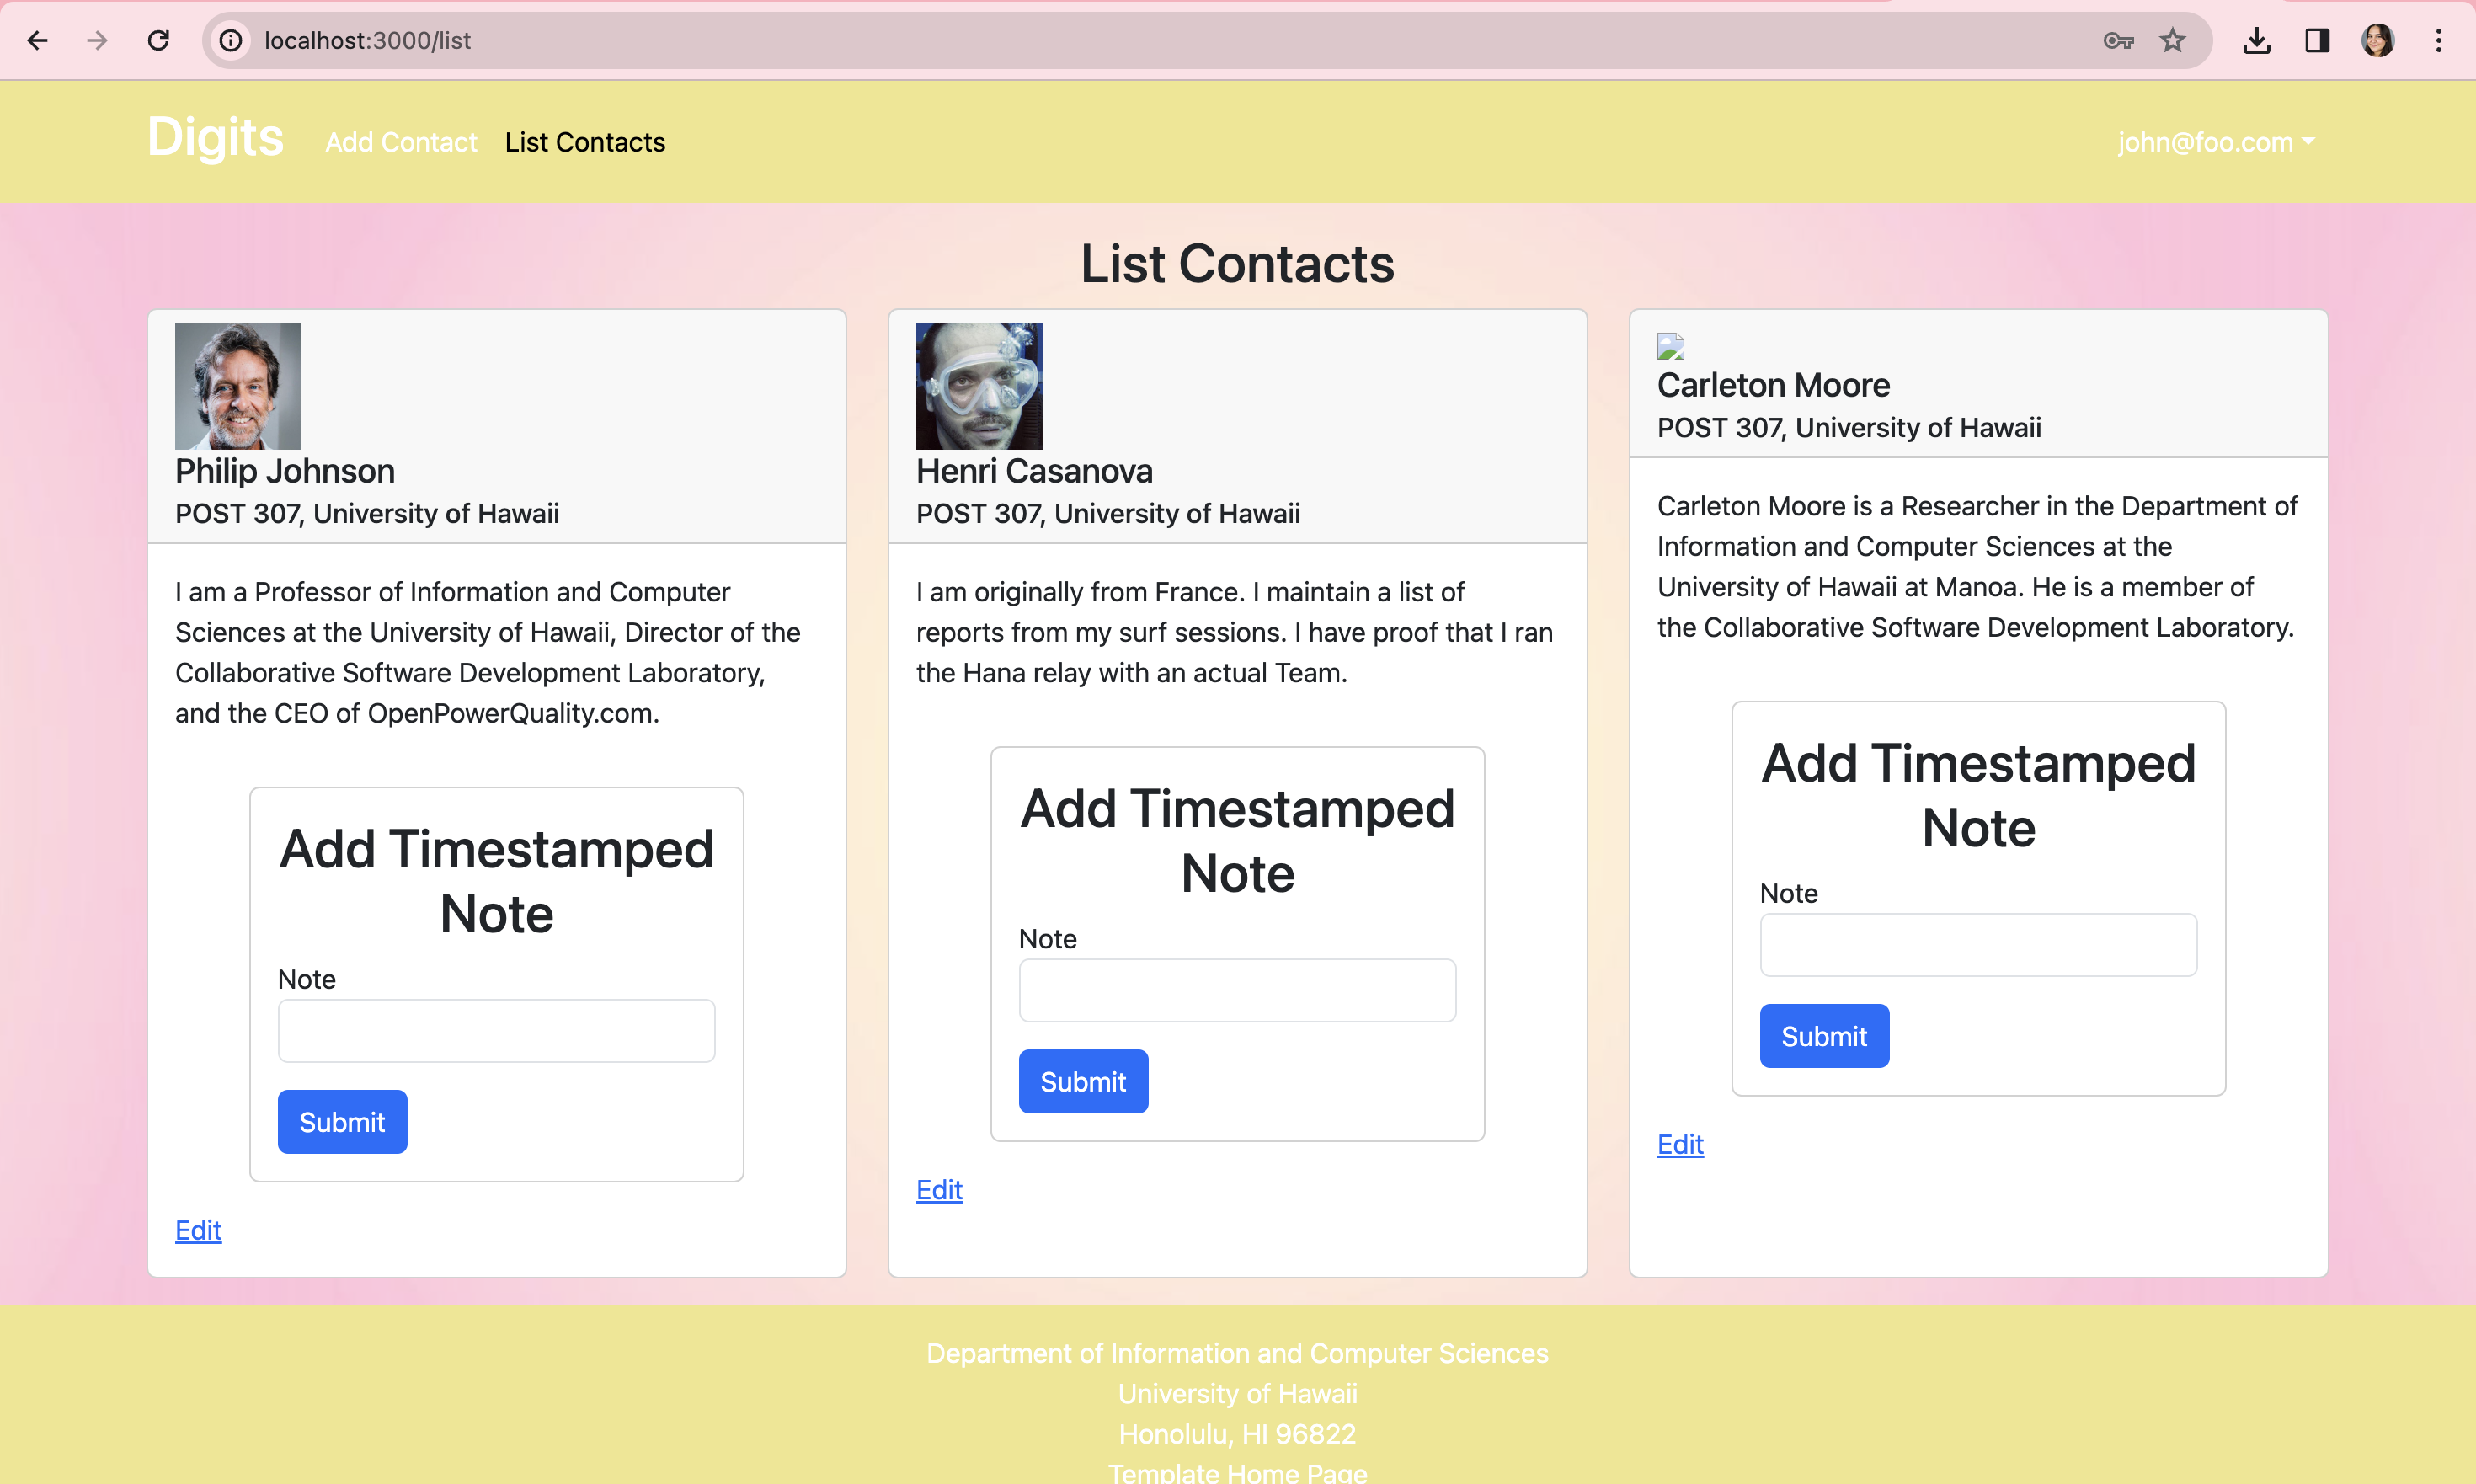 localhost:3000/list
Digits
Add Contact
List Contacts
john@foo.com
List Contacts
Philip Johnson
POST 307, University of Hawaii
I am a Professor of Information and Computer
Sciences at the University of Hawaii, Director of the
Collaborative Software Development Laboratory,
and the CEO of OpenPowerQuality.com.
Add Timestamped
Note
Note
Submit
Edit
Henri Casanova
POST 307, University of Hawaii
I am originally from France. I maintain a list of
reports from my surf sessions. I have proof that I ran
the Hana relay with an actual Team.
Add Timestamped
Note
Note
Submit
Edit
Carleton Moore
POST 307, University of Hawaii
Carleton Moore is a Researcher in the Department of
Information and Computer Sciences at the
University of Hawaii at Manoa. He is a member of
the Collaborative Software Development Laboratory.
Add Timestamped
Note
Note
Submit
Edit
Department of Information and Computer Sciences
University of Hawaii
Honolulu, HI 96822
Template Home Page